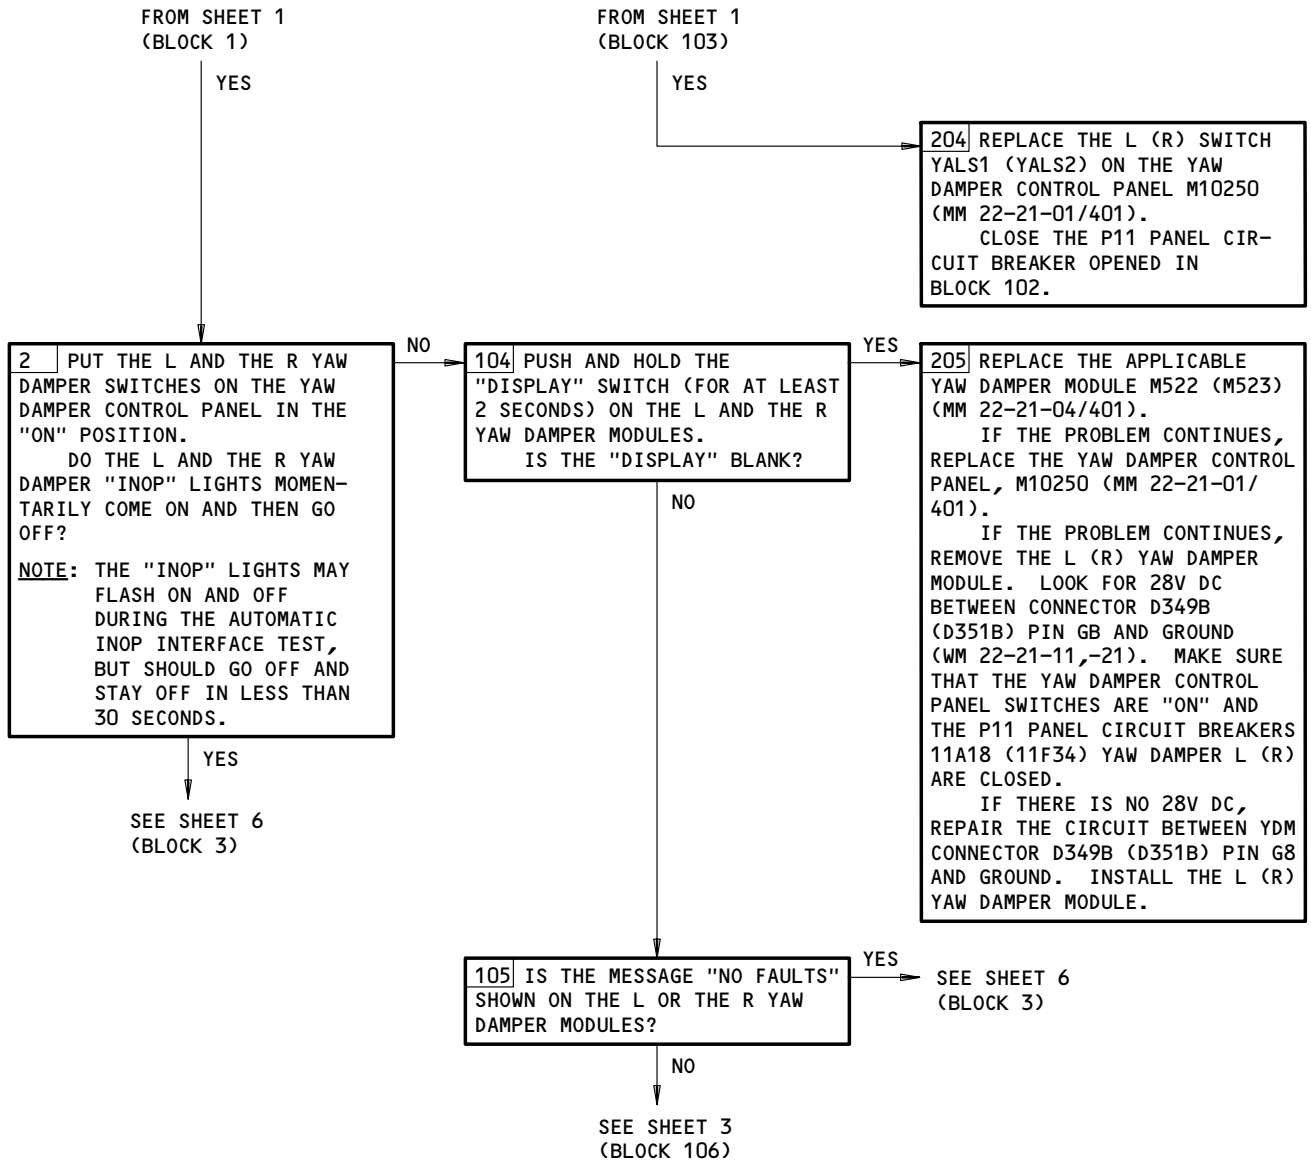 FROM SHEET 1
(BLOCK 1)
YES
FROM SHEET 1
(BLOCK 103)
YES
204 REPLACE THE L (R) SWITCH
YALS1 (YALS2) ON THE YAW
DAMPER CONTROL PANEL M10250
(MM 22-21-01/401).
CLOSE THE P11 PANEL CIR-
CUIT BREAKER OPENED IN
BLOCK 102.
2 PUT THE L AND THE R YAW
DAMPER SWITCHES ON THE YAW
DAMPER CONTROL PANEL IN THE
"ON" POSITION.
DO THE L AND THE R YAW
DAMPER "INOP" LIGHTS MOMEN-
TARILY COME ON AND THEN GO
OFF?
NOTE: THE "INOP" LIGHTS MAY
FLASH ON AND OFF
DURING THE AUTOMATIC
INOP INTERFACE TEST,
BUT SHOULD GO OFF AND
STAY OFF IN LESS THAN
30 SECONDS.
YES
SEE SHEET 6
(BLOCK 3)
NO
104 PUSH AND HOLD THE
"DISPLAY" SWITCH (FOR AT LEAST
2 SECONDS) ON THE L AND THE R
YAW DAMPER MODULES.
IS THE "DISPLAY" BLANK?
NO
YES
205 REPLACE THE APPLICABLE
YAW DAMPER MODULE M522 (M523)
(MM 22-21-04/401).
IF THE PROBLEM CONTINUES,
REPLACE THE YAW DAMPER CONTROL
PANEL, M10250 (MM 22-21-01/
401).
IF THE PROBLEM CONTINUES,
REMOVE THE L (R) YAW DAMPER
MODULE. LOOK FOR 28V DC
BETWEEN CONNECTOR D349B
(D351B) PIN GB AND GROUND
(WM 22-21-11,-21). MAKE SURE
THAT THE YAW DAMPER CONTROL
PANEL SWITCHES ARE "ON" AND
THE P11 PANEL CIRCUIT BREAKERS
11A18 (11F34) YAW DAMPER L (R)
ARE CLOSED.
IF THERE IS NO 28V DC,
REPAIR THE CIRCUIT BETWEEN YDM
CONNECTOR D349B (D351B) PIN G8
AND GROUND. INSTALL THE L (R)
YAW DAMPER MODULE.
105 IS THE MESSAGE "NO FAULTS"
SHOWN ON THE L OR THE R YAW
DAMPER MODULES?
YES
SEE SHEET 6
(BLOCK 3)
NO
SEE SHEET 3
(BLOCK 106)